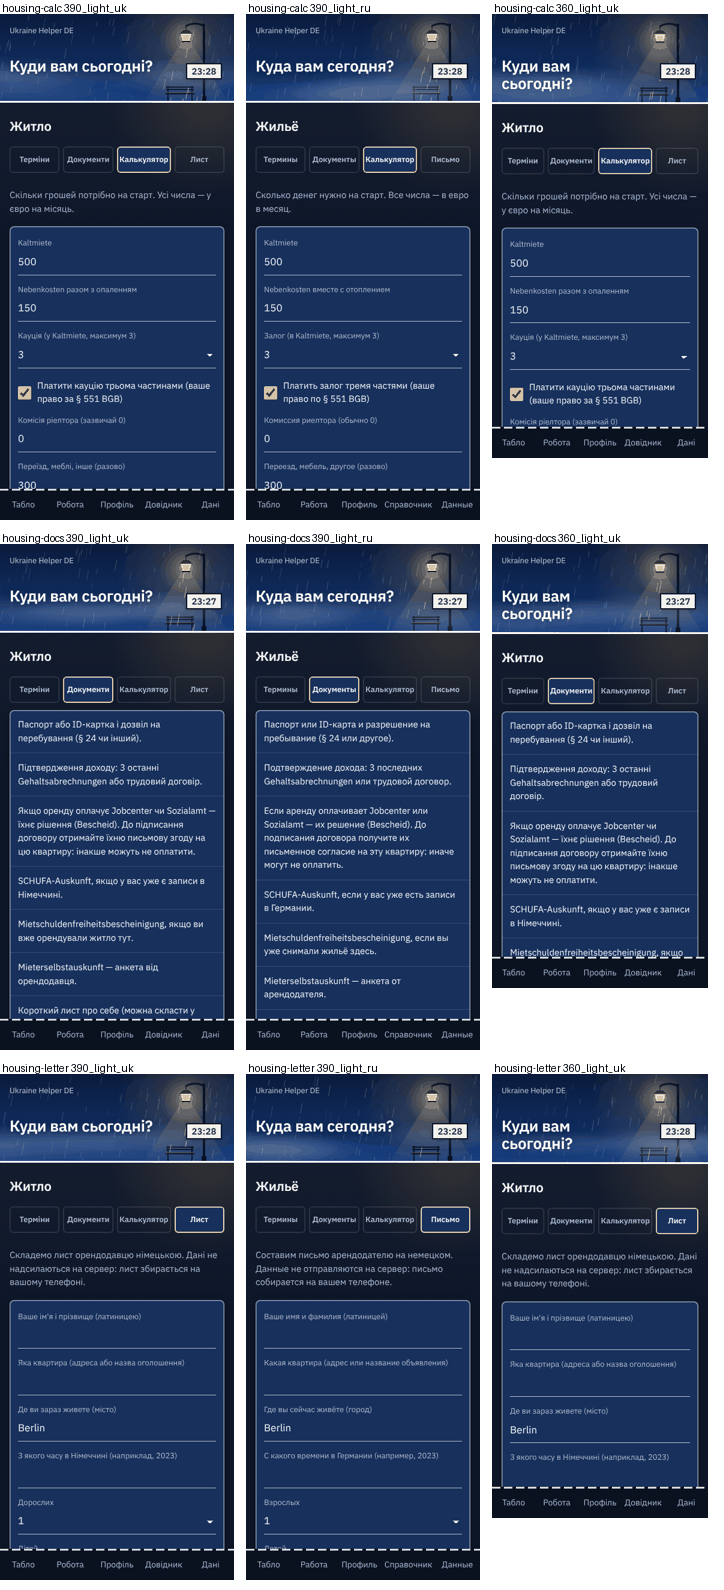 housing-calc 390_light_uk
Ukraine Helper DE
Куди вам сьогодні?
23:28
Житло
Терміни
Документи
Калькулятор
Лист
Скільки грошей потрібно на старт. Усі числа — у
євро на місяць.
Kaltmiete
500
Nebenkosten разом з опаленням
150
Кауція (у Kaltmiete, максимум 3)
3
Платити кауцію трьома частинами (ваше
право за § 551 BGB)
Комісія ріелтора (зазвичай 0)
0
Переїзд, меблі, інше (разово)
300
Табло
Робота
Профіль
Довідник
Дані
housing-calc 390_light_ru
Ukraine Helper DE
Куда вам сегодня?
23:28
Жильё
Термины
Документы
Калькулятор
Письмо
Сколько денег нужно на старт. Все числа — в евро
в месяц.
Kaltmiete
500
Nebenkosten вместе с отоплением
150
Залог (в Kaltmiete, максимум 3)
3
Платить залог тремя частями (ваше
право по § 551 BGB)
Комиссия риелтора (обычно 0)
0
Переезд, мебель, другое (разово)
300
Табло
Работа
Профиль
Справочник
Данные
housing-calc 360_light_uk
Ukraine Helper DE
Куди вам
сьогодні?
23:28
Житло
Терміни
Документи
Калькулятор
Лист
Скільки грошей потрібно на старт. Усі числа —
у євро на місяць.
Kaltmiete
500
Nebenkosten разом з опаленням
150
Кауція (у Kaltmiete, максимум 3)
3
Платити кауцію трьома частинами
(ваше право за § 551 BGB)
Комісія ріелтора (зазвичай 0)
Табло
Робота
Профіль
Довідник
Дані
housing-docs 390_light_uk
Ukraine Helper DE
Куди вам сьогодні?
23:27
Житло
Терміни
Документи
Калькулятор
Лист
Паспорт або ID-картка і дозвіл на
перебування (§ 24 чи інший).
Підтвердження доходу: 3 останні
Gehaltsabrechnungen або трудовий договір.
Якщо оренду оплачує Jobcenter чи Sozialamt —
їхнє рішення (Bescheid). До підписання
договору отримайте їхню письмову згоду на
цю квартиру: інакше можуть не оплатити.
SCHUFA-Auskunft, якщо у вас уже є записи в
Німеччині.
Mietschuldenfreiheitsbescheinigung, якщо ви
вже орендували житло тут.
Mieterselbstauskunft — анкета від
орендодавця.
Короткий лист про себе (можна скласти у
Табло
Робота
Профіль
Довідник
Дані
housing-docs 390_light_ru
Ukraine Helper DE
Куда вам сегодня?
23:27
Жильё
Термины
Документы
Калькулятор
Письмо
Паспорт или ID-карта и разрешение на
пребывание (§ 24 или другое).
Подтверждение дохода: 3 последних
Gehaltsabrechnungen или трудовой договор.
Если аренду оплачивает Jobcenter или
Sozialamt — их решение (Bescheid). До
подписания договора получите их
письменное согласие на эту квартиру: иначе
могут не оплатить.
SCHUFA-Auskunft, если у вас уже есть записи
в Германии.
Mietschuldenfreiheitsbescheinigung, если вы
уже снимали жильё здесь.
Mieterselbstauskunft — анкета от
арендодателя.
Табло
Работа
Профиль
Справочник
Данные
housing-docs 360_light_uk
Ukraine Helper DE
Куди вам
сьогодні?
23:27
Житло
Терміни
Документи
Калькулятор
Лист
Паспорт або ID-картка і дозвіл на
перебування (§ 24 чи інший).
Підтвердження доходу: 3 останні
Gehaltsabrechnungen або трудовий
договір.
Якщо оренду оплачує Jobcenter чи
Sozialamt — їхнє рішення (Bescheid). До
підписання договору отримайте їхню
письмову згоду на цю квартиру: інакше
можуть не оплатити.
SCHUFA-Auskunft, якщо у вас уже є записи
в Німеччині.
Mietschuldenfreiheitsbescheinigung, якщо
Табло
Робота
Профіль
Довідник
Дані
housing-letter 390_light_uk
Ukraine Helper DE
Куди вам сьогодні?
23:28
Житло
Терміни
Документи
Калькулятор
Лист
Складемо лист орендодавцю німецькою. Дані не
надсилаються на сервер: лист збирається на
вашому телефоні.
Ваше ім'я і прізвище (латиницею)
Яка квартира (адреса або назва оголошення)
Де ви зараз живете (місто)
Berlin
З якого часу в Німеччині (наприклад, 2023)
Дорослих
1
Табло
Робота
Профіль
Довідник
Дані
housing-letter 390_light_ru
Ukraine Helper DE
Куда вам сегодня?
23:28
Жильё
Термины
Документы
Калькулятор
Письмо
Составим письмо арендодателю на немецком.
Данные не отправляются на сервер: письмо
собирается на вашем телефоне.
Ваше имя и фамилия (латиницей)
Какая квартира (адрес или название объявления)
Где вы сейчас живёте (город)
Berlin
С какого времени в Германии (например, 2023)
Взрослых
1
Табло
Работа
Профиль
Справочник
Данные
housing-letter 360_light_uk
Ukraine Helper DE
Куди вам
сьогодні?
23:28
Житло
Терміни
Документи
Калькулятор
Лист
Складемо лист орендодавцю німецькою. Дані
не надсилаються на сервер: лист збирається
на вашому телефоні.
Ваше ім'я і прізвище (латиницею)
Яка квартира (адреса або назва оголошення)
Де ви зараз живете (місто)
Berlin
З якого часу в Німеччині (наприклад, 2023)
Табло
Робота
Профіль
Довідник
Дані